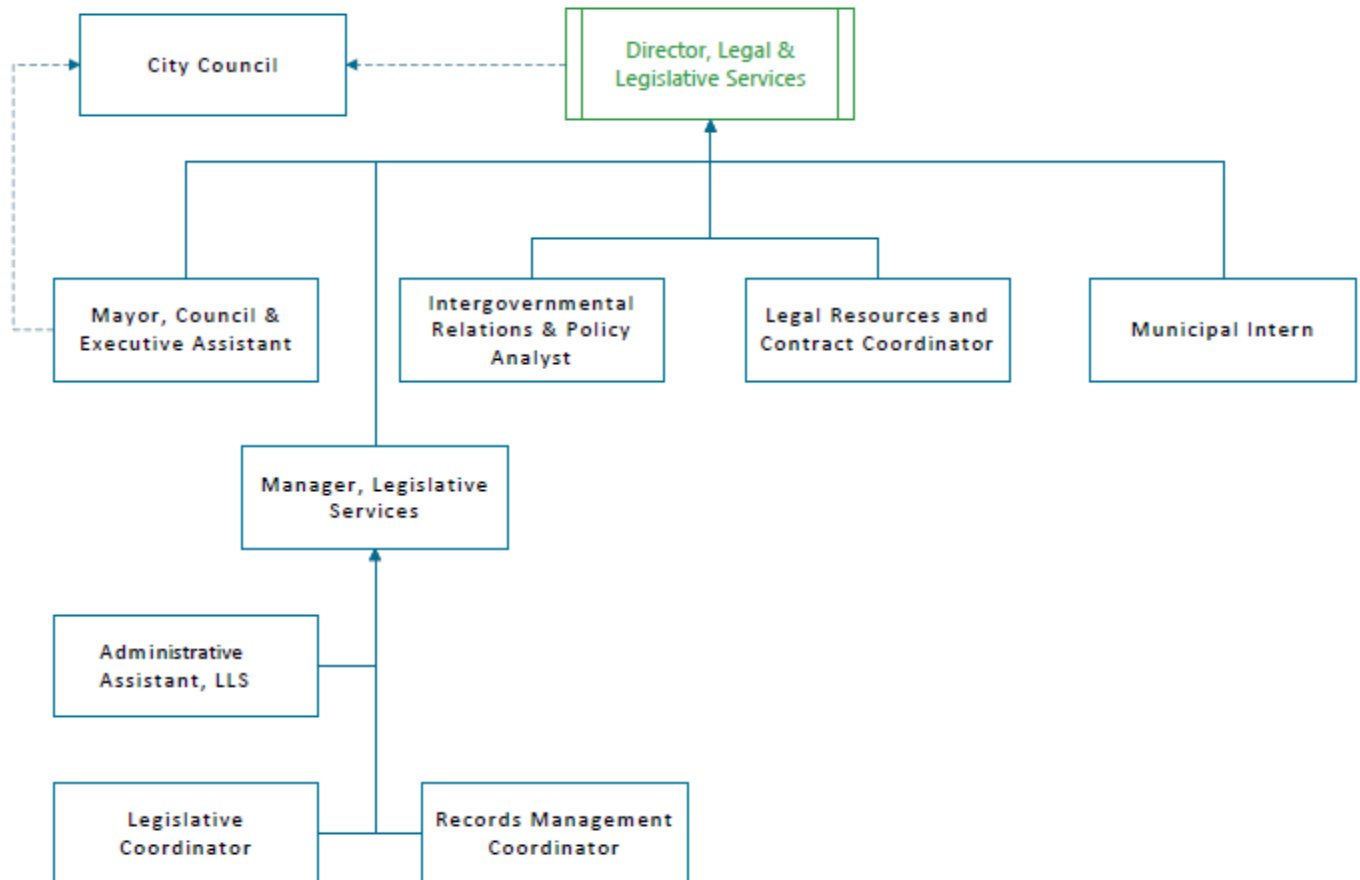 City Council
Director, Legal &
Legislative Services
Mayor, Council &
Executive Assistant
Intergovernmental
Relations & Policy
Analyst
Legal Resources and
Contract Coordinator
Municipal Intern
Manager, Legislative
Services
Administrative
Assistant, LLS
Legislative
Coordinator
Records Management
Coordinator